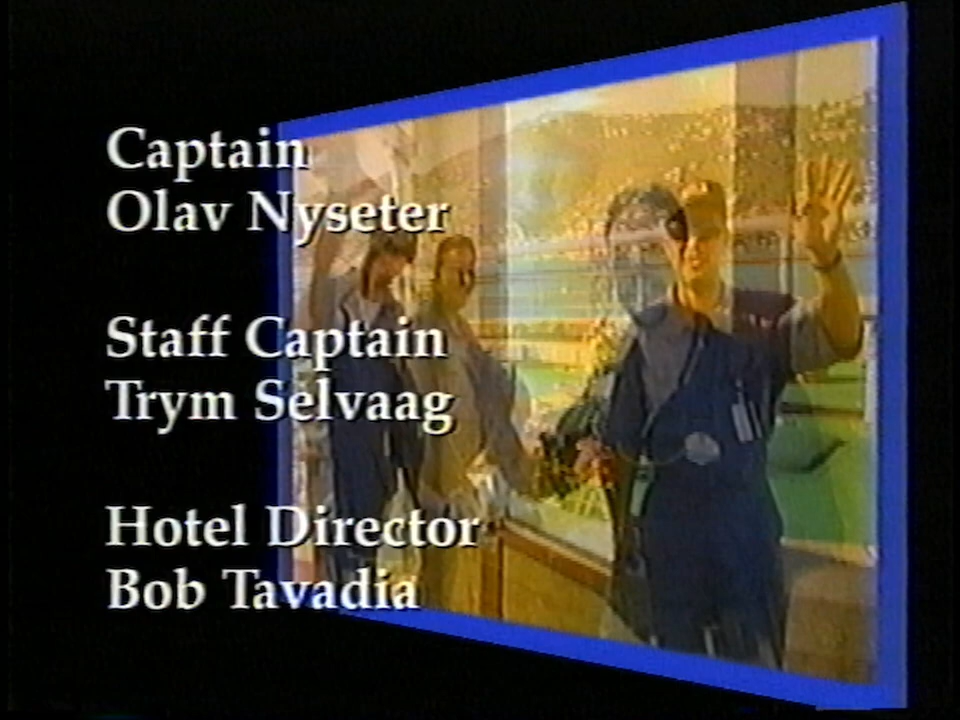 Captain
Olav Nyseter
Staff Captain
Trym Selvaag
Hotel Director
Bob Tavadia